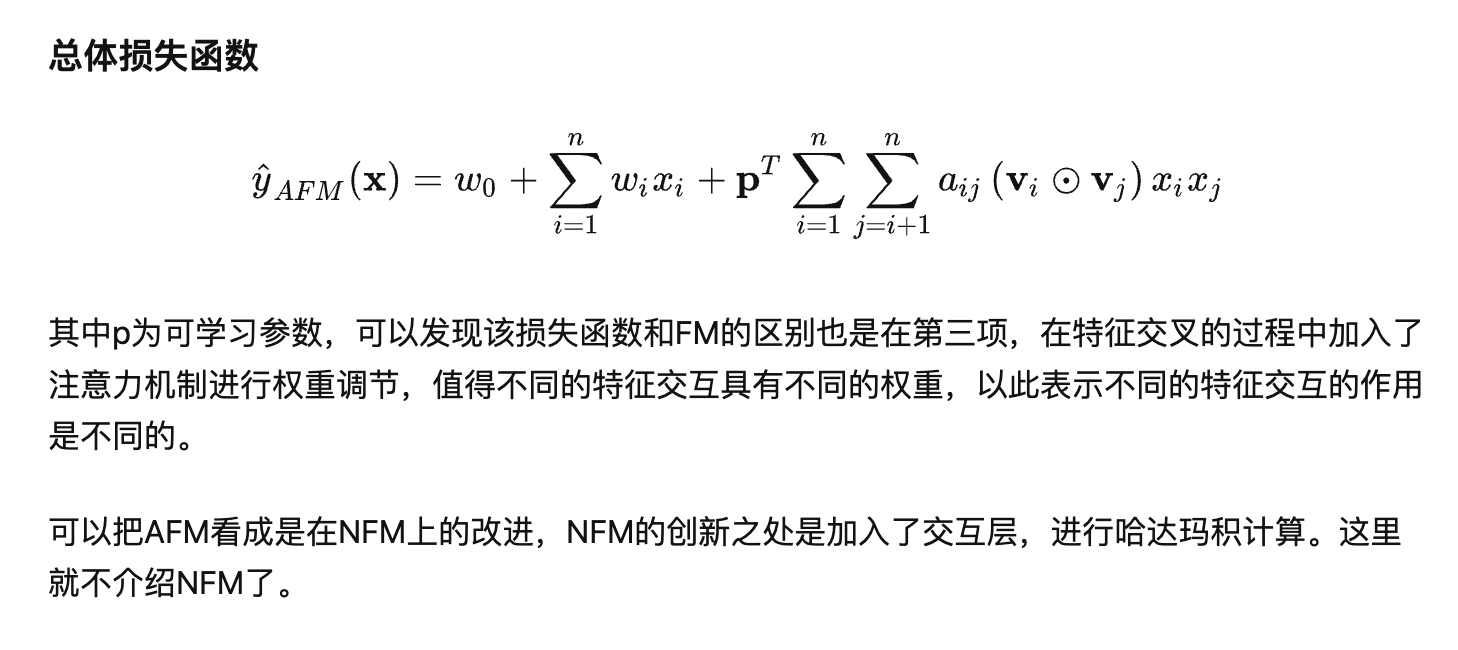 总体损失函数
$\hat{y}_{AFM}(\mathbf{x}) = w_0 + \sum_{i=1}^{n} w_i x_i + \mathbf{p}^T \sum_{i=1}^{n} \sum_{j=i+1}^{n} a_{ij} (\mathbf{v}_i \odot \mathbf{v}_j) x_i x_j$
其中p为可学习参数，可以发现该损失函数和FM的区别也是在第三项，在特征交叉的过程中加入了
注意力机制进行权重调节，值得不同的特征交互具有不同的权重，以此表示不同的特征交互的作用
是不同的。
可以把AFM看成是在NFM上的改进，NFM的创新之处是加入了交互层，进行哈达玛积计算。这里
就不介绍NFM了。